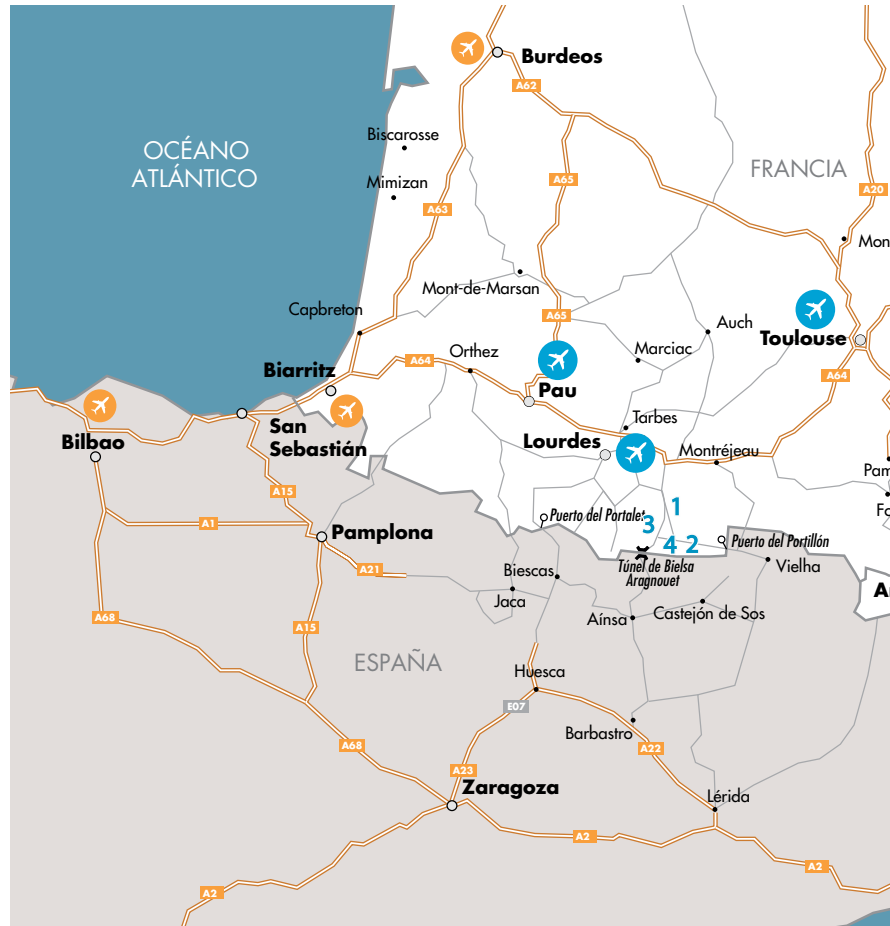 Burdeos
A62
Biscarosse
OCÉANO
ATLÁNTICO
FRANCIA
Mimizan
A65
A20
A63
Mon
Mont-de-Marsan
Capbreton
A65
Auch
Toulouse
Orthez
Marciac
A64
Biarritz
A64
Pau
San
Sebastián
Tarbes
Bilbao
Lourdes
Montréjeau
Pam
A15
Fo
1
Puerto del Portalet
3
A1
Pamplona
4
2
Puerto del Portillón
Túnel de Bielsa
Aragnouet
Vielha
A21
Biescas
An
Jaca
A68
Aínsa
Castejón de Sos
A15
ESPAÑA
Huesca
E07
Barbastro
A68
A22
A23
Zaragoza
Lérida
A2
A2
A2